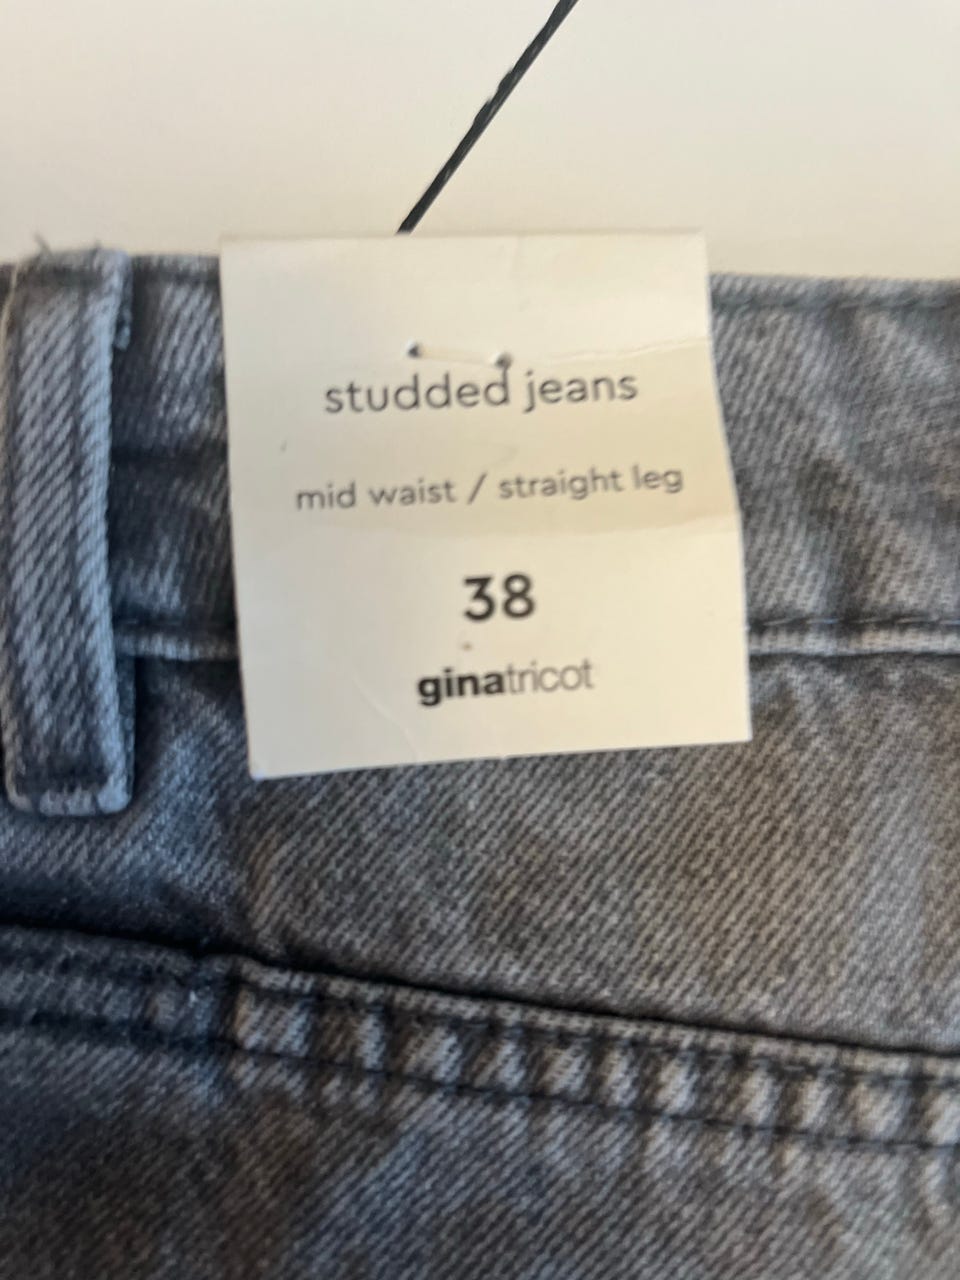 studded jeans
mid waist / straight leg
38
ginatricot